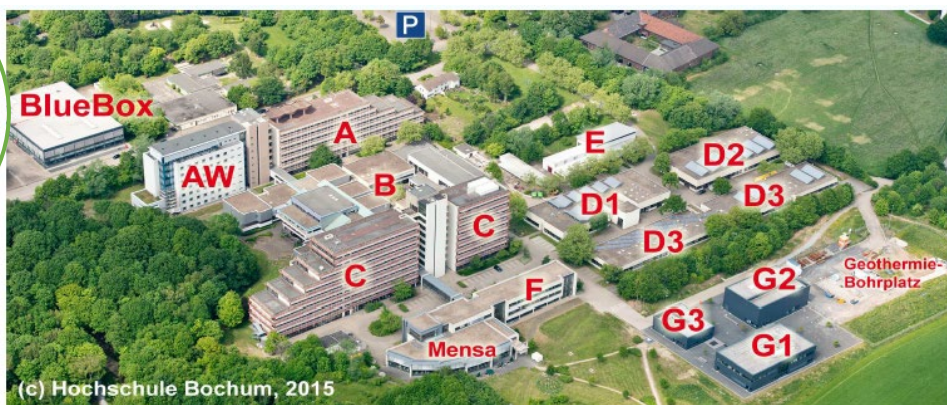 P
BlueBox
A
AW
B
C
C
E
D1
D2
D3
D3
F
Mensa
G2
G3
G1
Geothermie-
Bohrplatz
(c) Hochschule Bochum, 2015